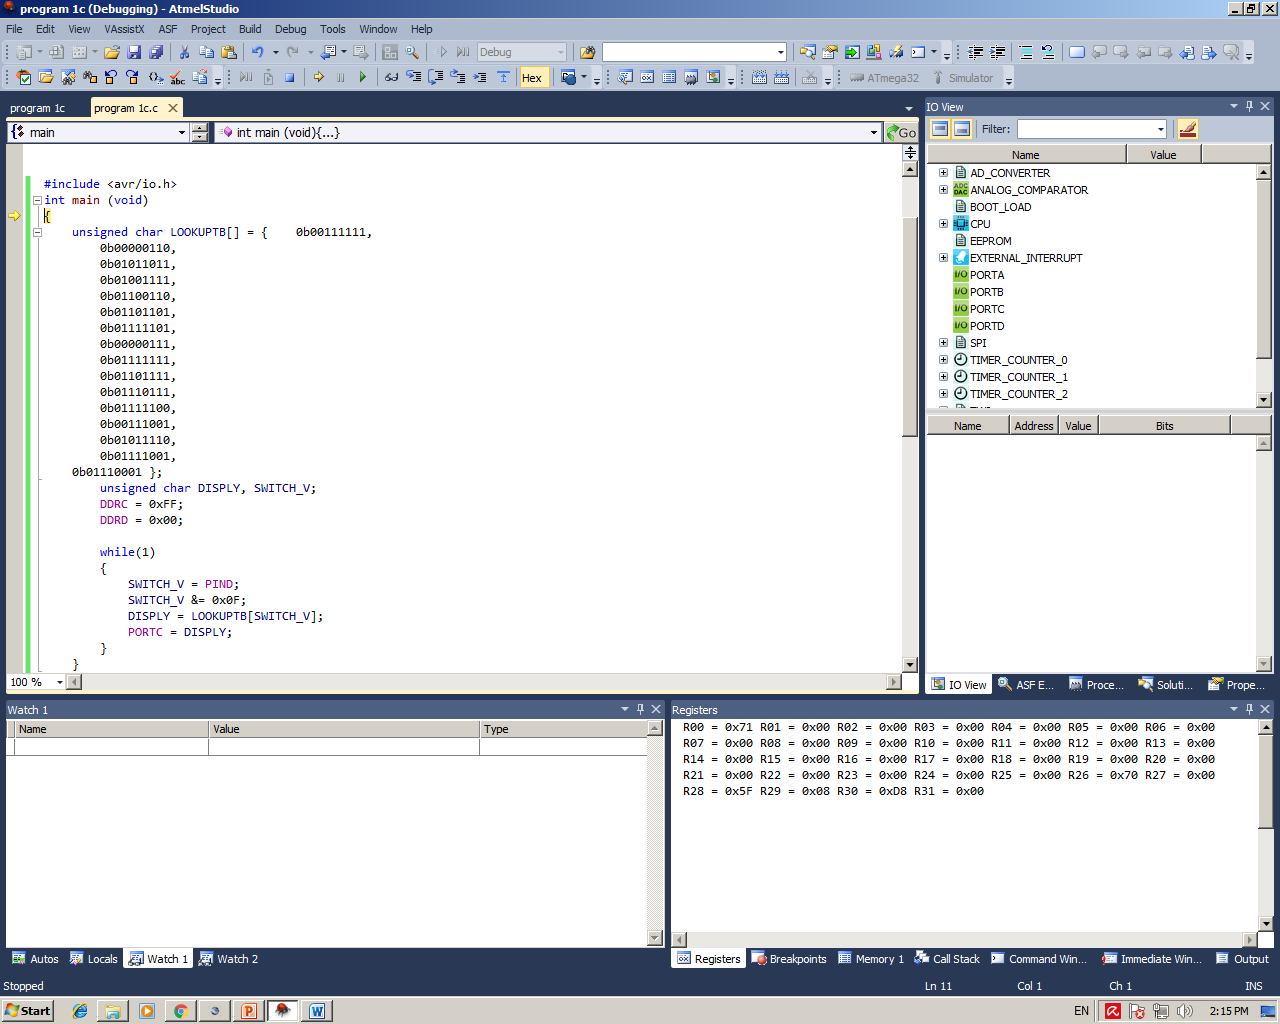 program 1c (Debugging) - AtmelStudio
File Edit View VAssistX ASF Project Build Debug Tools Window Help
Debug
Hex ATmega32 Simulator
program 1c program 1c.c
main int main (void){...} Go
#include <avr/io.h>
int main (void)
{
unsigned char LOOKUPTB[] = { 0b00111111,
0b00000110,
0b01011011,
0b01001111,
0b01100110,
0b01101101,
0b01111101,
0b00000111,
0b01111111,
0b01101111,
0b01110111,
0b01111100,
0b00111001,
0b01011110,
0b01111001,
0b01110001 };
unsigned char DISPLY, SWITCH_V;
DDRC = 0xFF;
DDRD = 0x00;
while(1)
{
SWITCH_V = PIND;
SWITCH_V &= 0x0F;
DISPLY = LOOKUPTB[SWITCH_V];
PORTC = DISPLY;
}
}
100 %
IO View
Filter:
Name Value
AD_CONVERTER
ANALOG_COMPARATOR
BOOT_LOAD
CPU
EEPROM
EXTERNAL_INTERRUPT
PORTA
PORTB
PORTC
PORTD
SPI
TIMER_COUNTER_0
TIMER_COUNTER_1
TIMER_COUNTER_2
Name Address Value Bits
IO View ASF E... Proce... Soluti... Prope...
Watch 1
Name Value Type
Autos Locals Watch 1 Watch 2
Registers
R00 = 0x71 R01 = 0x00 R02 = 0x00 R03 = 0x00 R04 = 0x00 R05 = 0x00 R06 = 0x00
R07 = 0x00 R08 = 0x00 R09 = 0x00 R10 = 0x00 R11 = 0x00 R12 = 0x00 R13 = 0x00
R14 = 0x00 R15 = 0x00 R16 = 0x00 R17 = 0x00 R18 = 0x00 R19 = 0x00 R20 = 0x00
R21 = 0x00 R22 = 0x00 R23 = 0x00 R24 = 0x00 R25 = 0x00 R26 = 0x70 R27 = 0x00
R28 = 0x5F R29 = 0x08 R30 = 0xD8 R31 = 0x00
Registers Breakpoints Memory 1 Call Stack Command Win... Immediate Win... Output
Stopped Ln 11 Col 1 Ch 1 INS
Start EN 2:15 PM